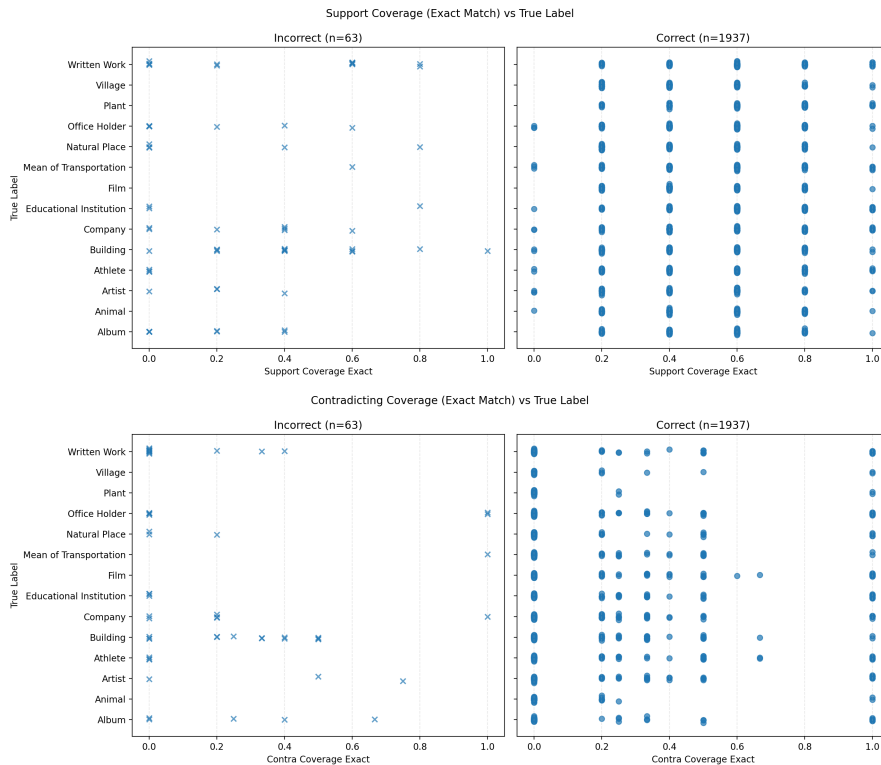 Support Coverage (Exact Match) vs True Label
Incorrect (n=63)
Correct (n=1937)
True Label
Written Work
Village
Plant
Office Holder
Natural Place
Mean of Transportation
Film
Educational Institution
Company
Building
Athlete
Artist
Animal
Album
0.0 0.2 0.4 0.6 0.8 1.0
0.0 0.2 0.4 0.6 0.8 1.0
Support Coverage Exact
Support Coverage Exact
Contradicting Coverage (Exact Match) vs True Label
Incorrect (n=63)
Correct (n=1937)
True Label
Written Work
Village
Plant
Office Holder
Natural Place
Mean of Transportation
Film
Educational Institution
Company
Building
Athlete
Artist
Animal
Album
0.0 0.2 0.4 0.6 0.8 1.0
0.0 0.2 0.4 0.6 0.8 1.0
Contra Coverage Exact
Contra Coverage Exact